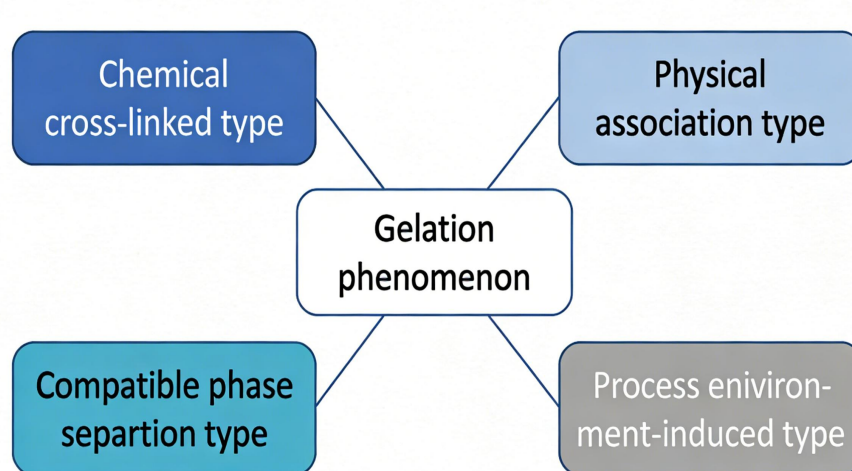 Chemical
cross-linked type
Physical
association type
Gelation
phenomenon
Compatible phase
separtion type
Process eniviron-
ment-induced type